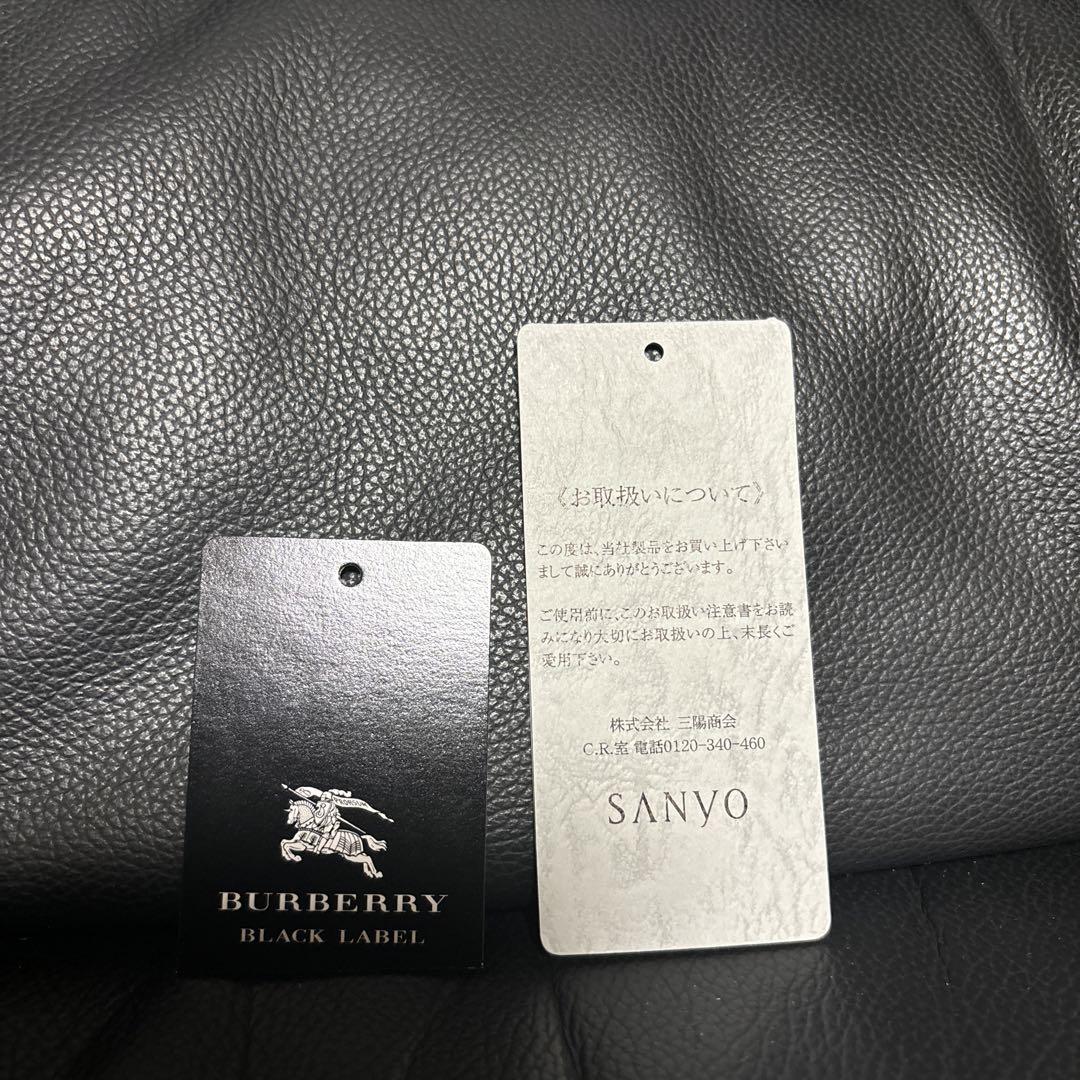 PRORSUM
BURBERRY
BLACK LABEL
《お取扱いについて》
この度は、当社製品をお買い上げ下さい
まして誠にありがとうございます。
ご使用前に、このお取扱い注意書をお読
みになり大切にお取扱いの上、末長くご
愛用下さい。
株式会社 三陽商会
C.R.室 電話0120-340-460
SANYO